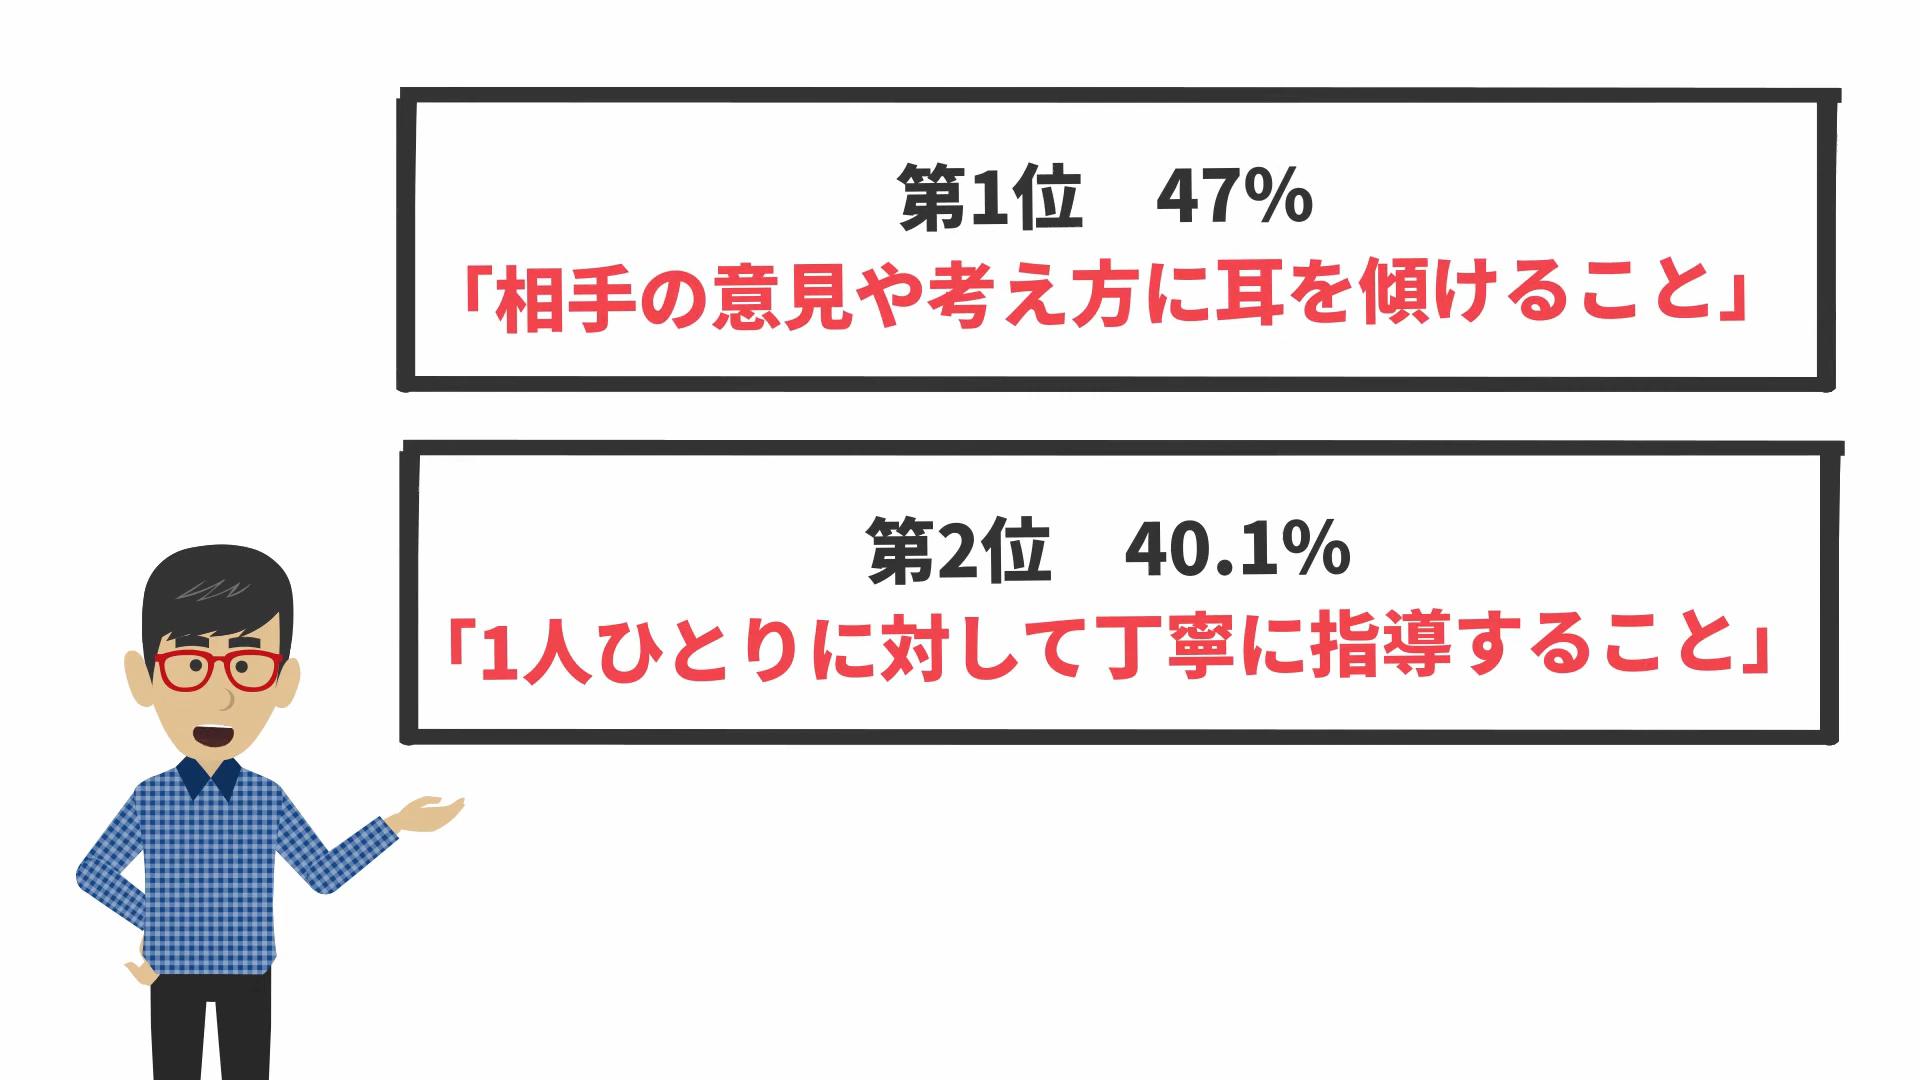 第1位　47%
「相手の意見や考え方に耳を傾けること」
第2位　40.1%
「1人ひとりに対して丁寧に指導すること」